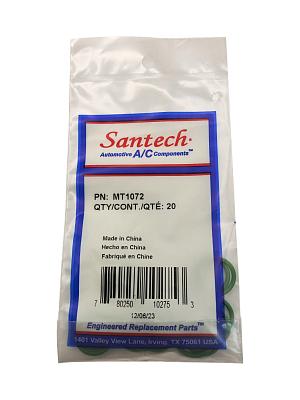 Santech
Automotive A/C Components™
PN: MT1072
QTY/CONT./QTÉ: 20
Made in China
Hecho en China
Fabriqué en Chine
7 80250 10275 3
12/06/23
Engineered Replacement Parts™
1401 Valley View Lane, Irving, TX 75061 USA